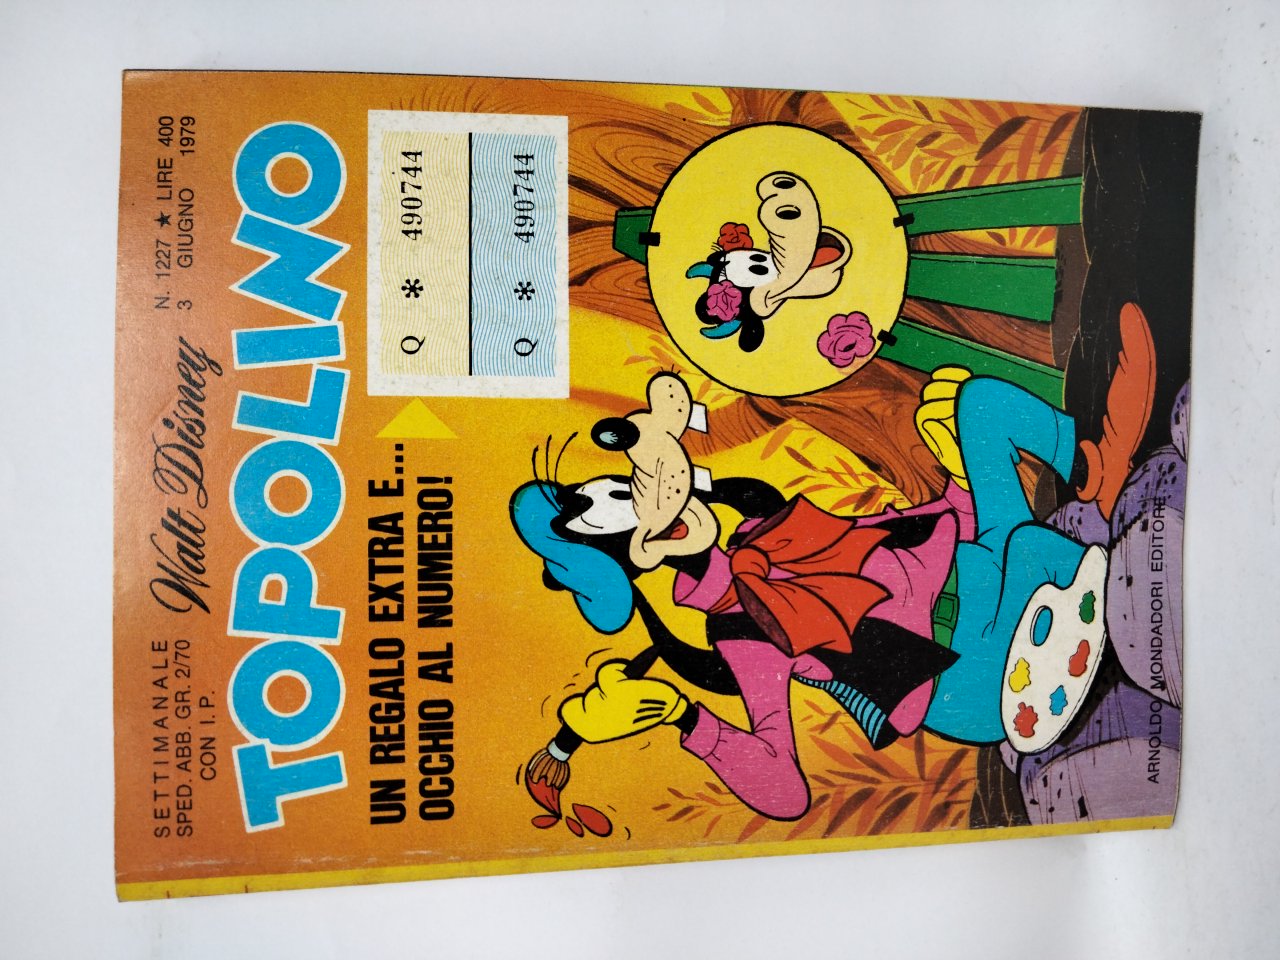 SETTIMANALE
SPED. ABB. GR. 2/70
CON I.P.
Walt Disney
N. 1227 ★ LIRE 400
3 GIUGNO 1979
TOPOLINO
UN REGALO EXTRA E...
OCCHIO AL NUMERO!
Q * 490744
Q * 490744
ARNOLDO MONDADORI EDITORE